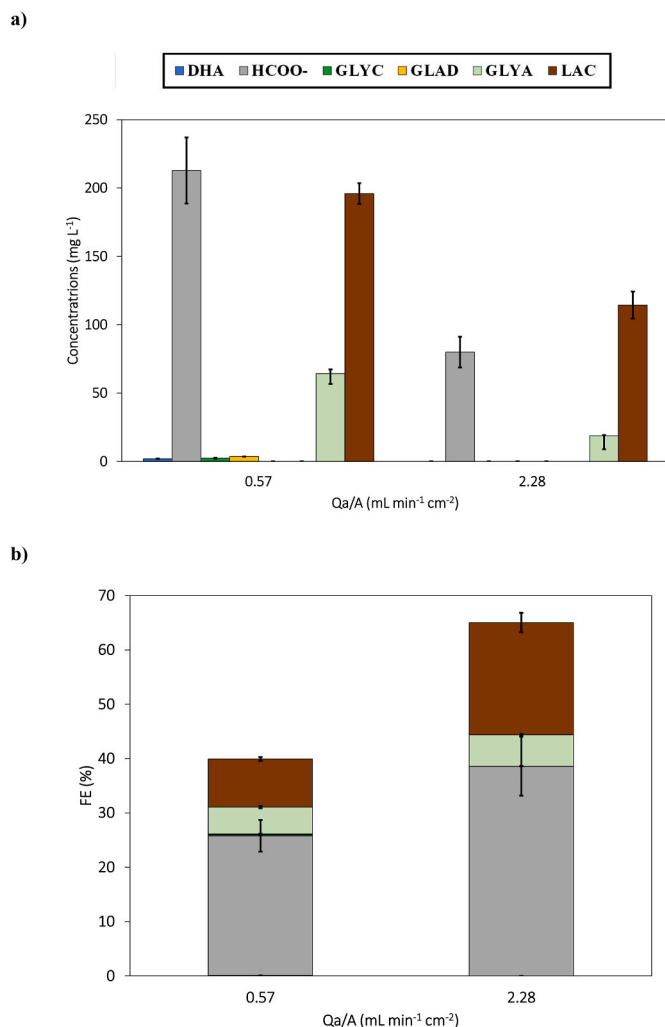 a)
DHA HCOO- GLYC GLAD GLYA LAC
250
200
150
100
50
0
Concentratrions (mg L⁻¹)
0.57 2.28
Qa/A (mL min⁻¹ cm⁻²)
b)
70
60
50
40
30
20
10
0
FE (%)
0.57 2.28
Qa/A (mL min⁻¹ cm⁻²)